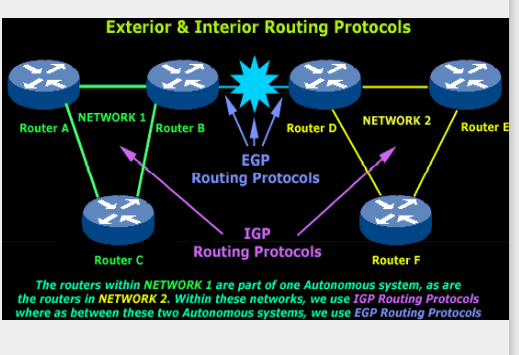 Exterior & Interior Routing Protocols
NETWORK 1
Router A
Router B
Router D
NETWORK 2
Router E
EGP
Routing Protocols
IGP
Routing Protocols
Router C
Router F
The routers within NETWORK 1 are part of one Autonomous system, as are
the routers in NETWORK 2. Within these networks, we use IGP Routing Protocols
where as between these two Autonomous systems, we use EGP Routing Protocols